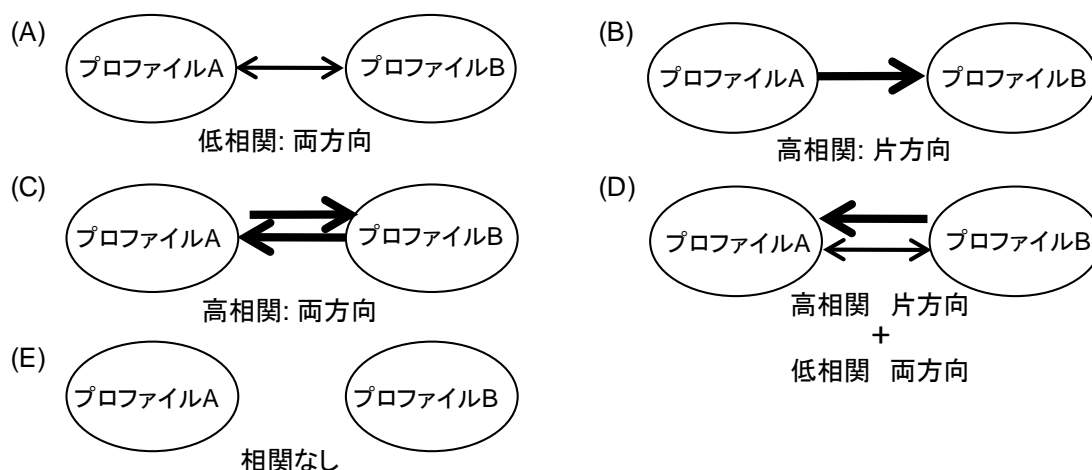 (A)
プロファイルA
プロファイルB
低相関: 両方向
(B)
プロファイルA
プロファイルB
高相関: 片方向
(C)
プロファイルA
プロファイルB
高相関: 両方向
(D)
プロファイルA
プロファイルB
高相関 片方向
+
低相関 両方向
(E)
プロファイルA
プロファイルB
相関なし